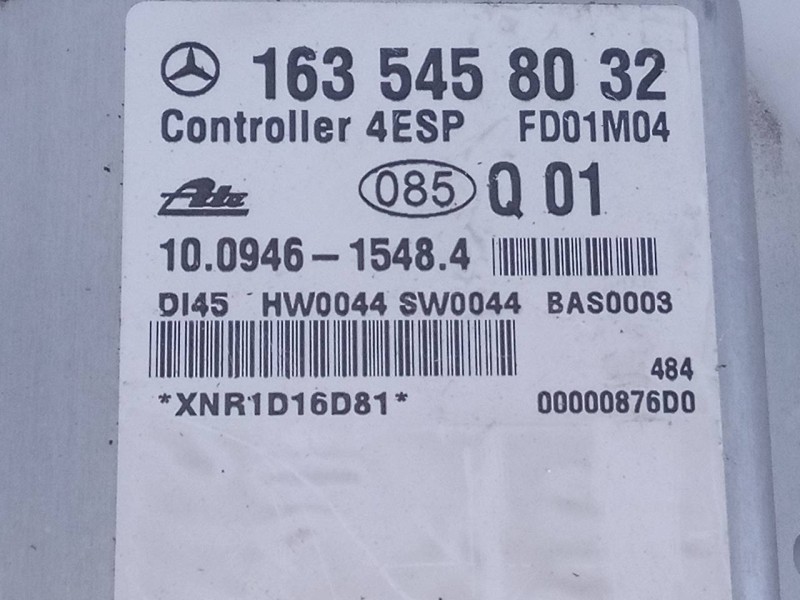 163 545 80 32
Controller 4ESP FD01M04
Ate 085 Q 01
10.0946-1548.4
DI45 HW0044 SW0044 BAS0003
484
*XNR1D16D81* 00000876D0